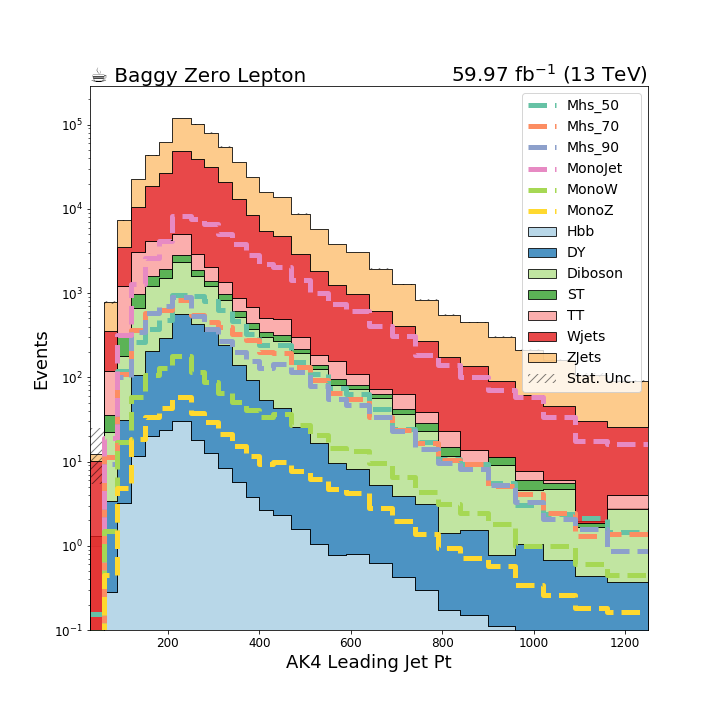 ☕ Baggy Zero Lepton
59.97 fb⁻¹ (13 TeV)
Mhs_50
Mhs_70
Mhs_90
MonoJet
MonoW
MonoZ
Hbb
DY
Diboson
ST
TT
Wjets
ZJets
Stat. Unc.
Events
10⁵
10⁴
10³
10²
10¹
10⁰
10⁻¹
200 400 600 800 1000 1200
AK4 Leading Jet Pt